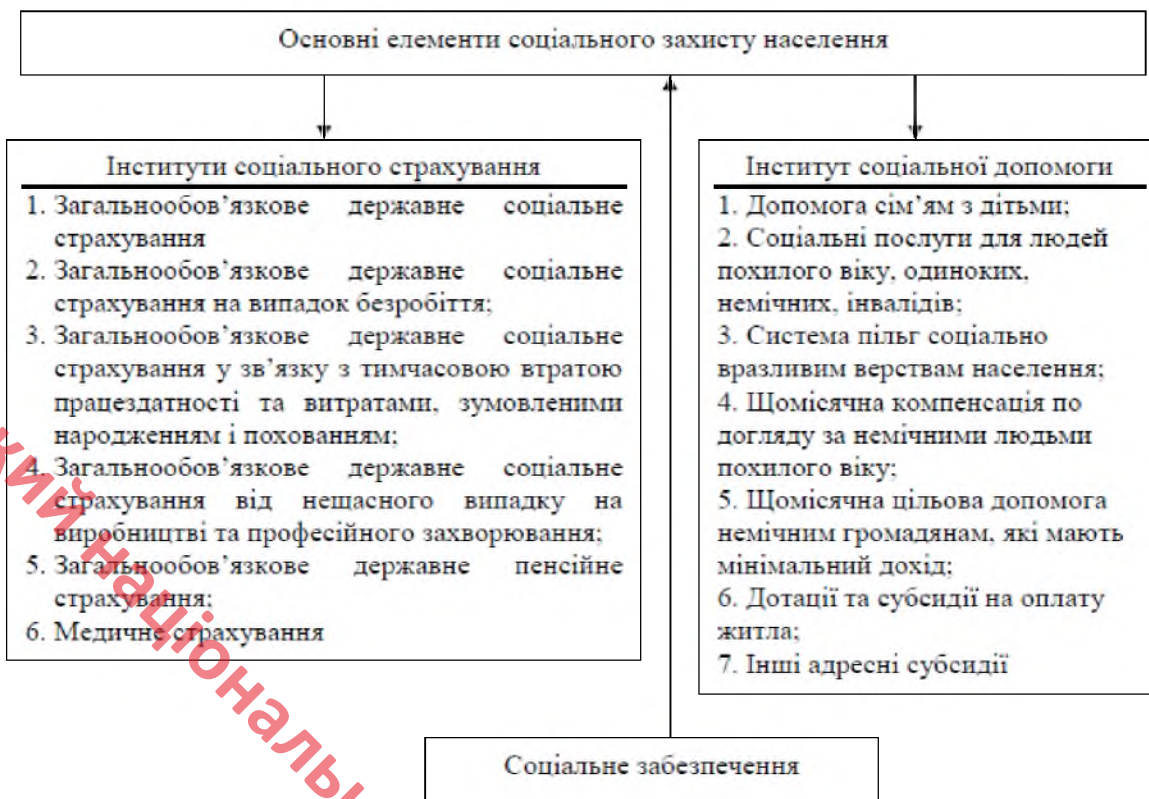 Основні елементи соціального захисту населення
Інститути соціального страхування
1. Загальнообов’язкове державне соціальне
страхування
2. Загальнообов’язкове державне соціальне
страхування на випадок безробіття;
3. Загальнообов’язкове державне соціальне
страхування у зв’язку з тимчасовою втратою
працездатності та витратами, зумовленими
народженням і похованням;
4. Загальнообов’язкове державне соціальне
страхування від нещасного випадку на
виробництві та професійного захворювання;
5. Загальнообов’язкове державне пенсійне
страхування;
6. Медичне страхування
Інститут соціальної допомоги
1. Допомога сім’ям з дітьми;
2. Соціальні послуги для людей
похилого віку, одиноких,
немічних, інвалідів;
3. Система пільг соціально
вразливим верствам населення;
4. Щомісячна компенсація по
догляду за немічними людьми
похилого віку;
5. Щомісячна цільова допомога
немічним громадянам, які мають
мінімальний дохід;
6. Дотації та субсидії на оплату
житла;
7. Інші адресні субсидії
Соціальне забезпечення